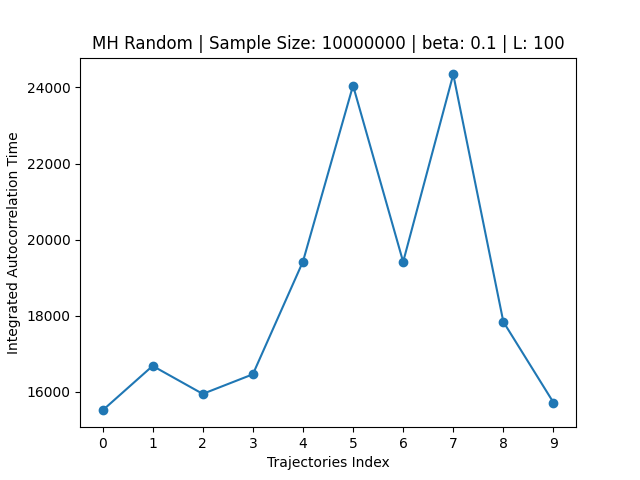 MH Random | Sample Size: 10000000 | beta: 0.1 | L: 100
Integrated Autocorrelation Time
24000
22000
20000
18000
16000
0 1 2 3 4 5 6 7 8 9
Trajectories Index